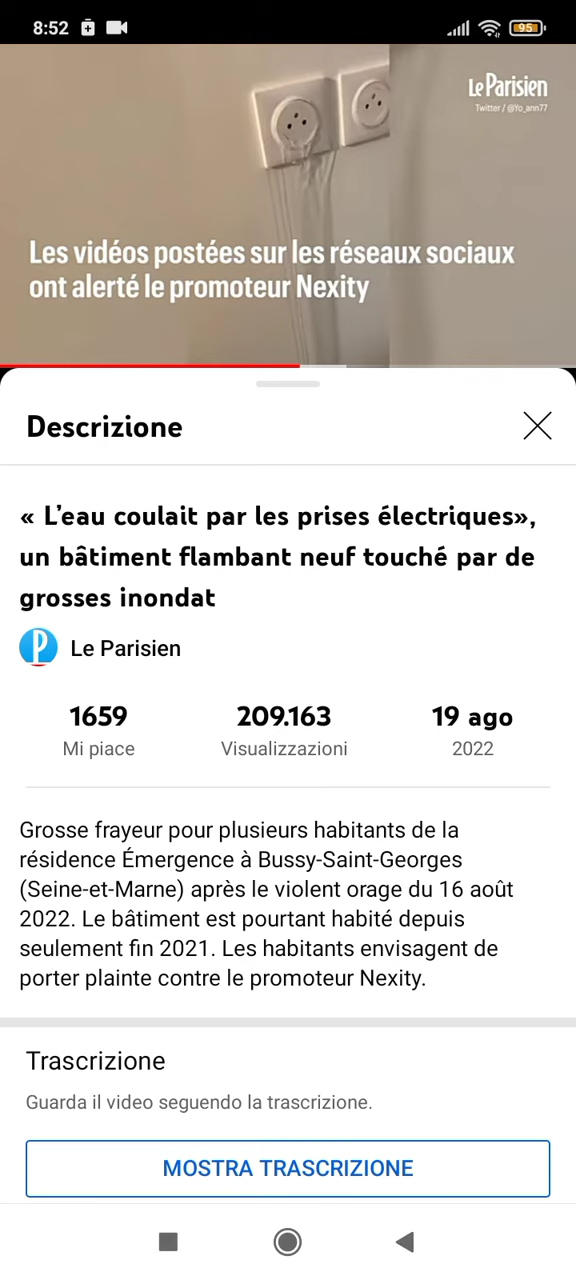 8:52
95
Le Parisien
Twitter / @Yo_ann77
Les vidéos postées sur les réseaux sociaux
ont alerté le promoteur Nexity
Descrizione
« L'eau coulait par les prises électriques»,
un bâtiment flambant neuf touché par de
grosses inondat
Le Parisien
1659 209.163 19 ago
Mi piace Visualizzazioni 2022
Grosse frayeur pour plusieurs habitants de la
résidence Émergence à Bussy-Saint-Georges
(Seine-et-Marne) après le violent orage du 16 août
2022. Le bâtiment est pourtant habité depuis
seulement fin 2021. Les habitants envisagent de
porter plainte contre le promoteur Nexity.
Trascrizione
Guarda il video seguendo la trascrizione.
MOSTRA TRASCRIZIONE